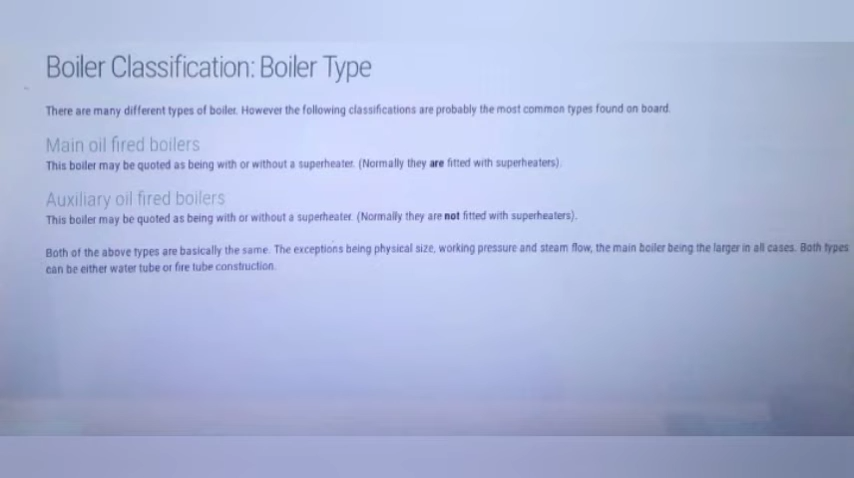 Boiler Classification: Boiler Type
There are many different types of boiler. However the following classifications are probably the most common types found on board.
Main oil fired boilers
This boiler may be quoted as being with or without a superheater. (Normally they are fitted with superheaters).
Auxiliary oil fired boilers
This boiler may be quoted as being with or without a superheater. (Normally they are not fitted with superheaters).
Both of the above types are basically the same. The exceptions being physical size, working pressure and steam flow, the main boiler being the larger in all cases. Both types
can be either water tube or fire tube construction.